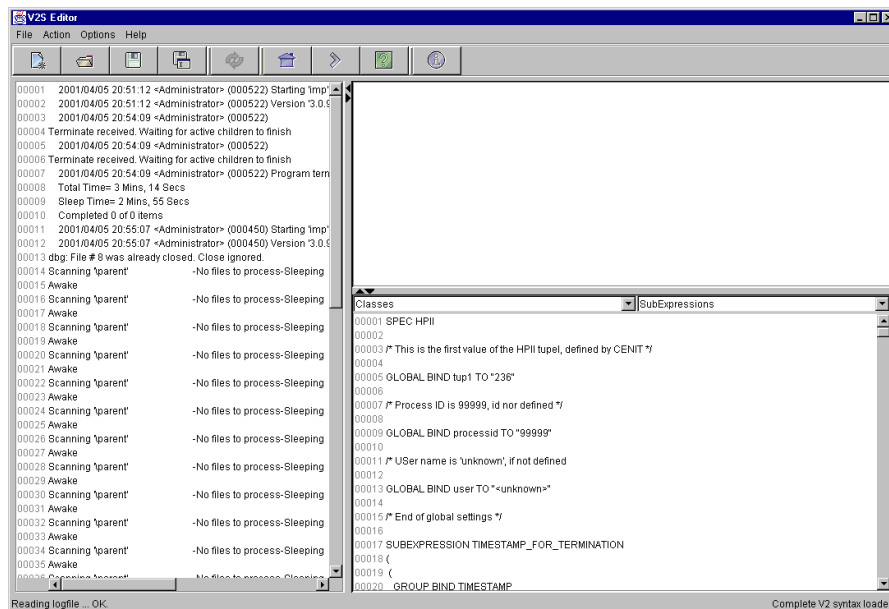 V2S Editor
File Action Options Help
00001 2001/04/05 20:51:12 <Administrator> (000522) Starting 'imp'
00002 2001/04/05 20:51:12 <Administrator> (000522) Version '3.0.9
00003 2001/04/05 20:54:09 <Administrator> (000522)
00004 Terminate received. Waiting for active children to finish
00005 2001/04/05 20:54:09 <Administrator> (000522)
00006 Terminate received. Waiting for active children to finish
00007 2001/04/05 20:54:09 <Administrator> (000522) Program tern
00008 Total Time= 3 Mins, 14 Secs
00009 Sleep Time= 2 Mins, 55 Secs
00010 Completed 0 of 0 items
00011 2001/04/05 20:55:07 <Administrator> (000450) Starting 'imp'
00012 2001/04/05 20:55:07 <Administrator> (000450) Version '3.0.9
00013 dbg: File # 8 was already closed. Close ignored.
00014 Scanning '\parent' -No files to process-Sleeping
00015 Awake
00016 Scanning '\parent' -No files to process-Sleeping
00017 Awake
00018 Scanning '\parent' -No files to process-Sleeping
00019 Awake
00020 Scanning '\parent' -No files to process-Sleeping
00021 Awake
00022 Scanning '\parent' -No files to process-Sleeping
00023 Awake
00024 Scanning '\parent' -No files to process-Sleeping
00025 Awake
00026 Scanning '\parent' -No files to process-Sleeping
00027 Awake
00028 Scanning '\parent' -No files to process-Sleeping
00029 Awake
00030 Scanning '\parent' -No files to process-Sleeping
00031 Awake
00032 Scanning '\parent' -No files to process-Sleeping
00033 Awake
00034 Scanning '\parent' -No files to process-Sleeping
00035 Awake
Classes SubExpressions
00001 SPEC HPII
00002
00003 /* This is the first value of the HPII tupel, defined by CENIT */
00004
00005 GLOBAL BIND tup1 TO "236"
00006
00007 /* Process ID is 99999, id nor defined */
00008
00009 GLOBAL BIND processid TO "99999"
00010
00011 /* USer name is 'unknown', if not defined
00012
00013 GLOBAL BIND user TO "<unknown>"
00014
00015 /* End of global settings */
00016
00017 SUBEXPRESSION TIMESTAMP_FOR_TERMINATION
00018 (
00019 (
00020 GROUP BIND TIMESTAMP
Reading logfile ... OK.
Complete V2 syntax loade